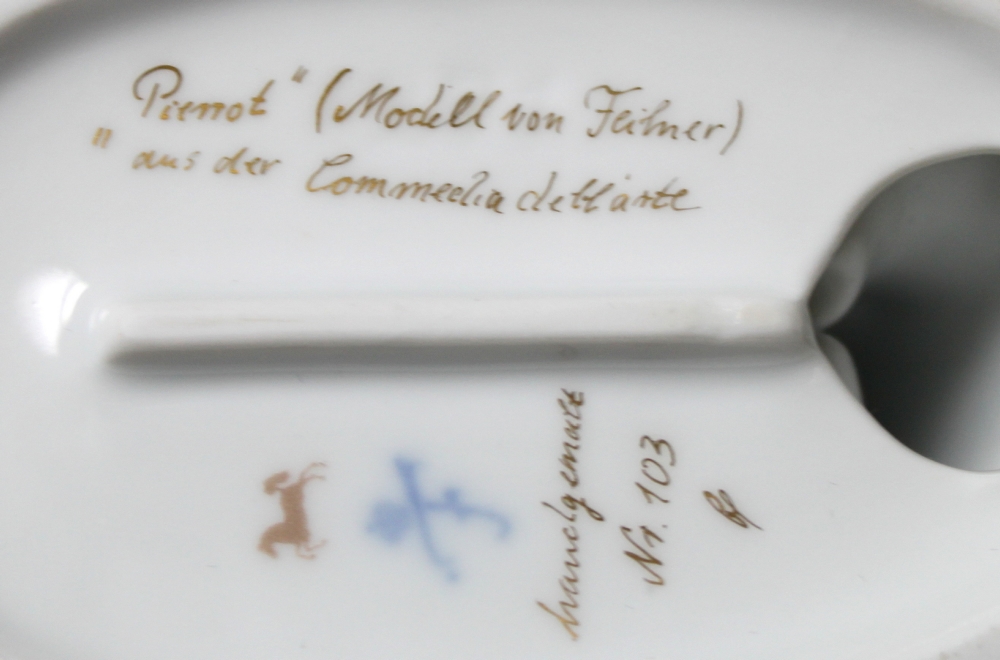 Pierrot" (Modell von Feilner)
" aus der Commedia dell'arte
handgemalt
Nr. 103